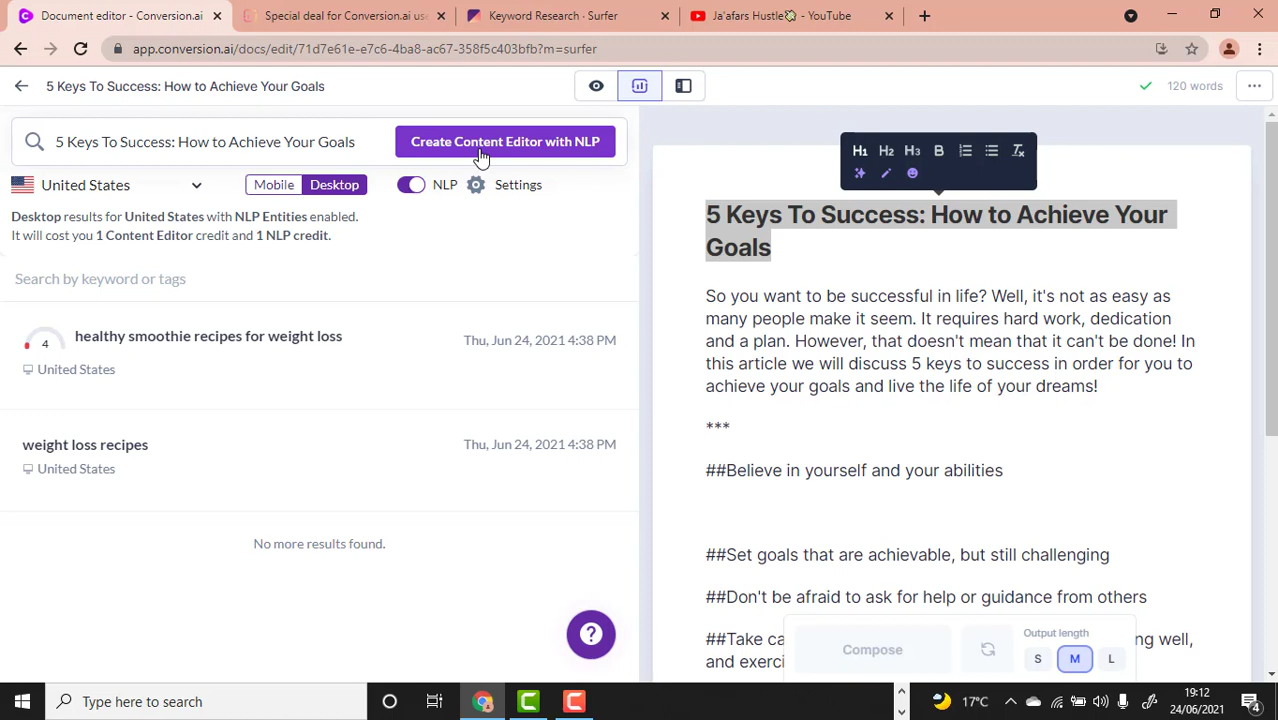 Document editor - Conversion.ai
Special deal for Conversion.ai use
Keyword Research · Surfer
Ja'afars Hustle - YouTube
app.conversion.ai/docs/edit/71d7e61e-e7c6-4ba8-ac67-358f5c403bfb?m=surfer
5 Keys To Success: How to Achieve Your Goals
120 words
5 Keys To Success: How to Achieve Your Goals
Create Content Editor with NLP
United States
Mobile
Desktop
NLP
Settings
Desktop results for United States with NLP Entities enabled.
It will cost you 1 Content Editor credit and 1 NLP credit.
Search by keyword or tags
4
healthy smoothie recipes for weight loss
Thu, Jun 24, 2021 4:38 PM
United States
weight loss recipes
Thu, Jun 24, 2021 4:38 PM
United States
No more results found.
?
H1 H2 H3 B
5 Keys To Success: How to Achieve Your
Goals
So you want to be successful in life? Well, it's not as easy as
many people make it seem. It requires hard work, dedication
and a plan. However, that doesn't mean that it can't be done! In
this article we will discuss 5 keys to success in order for you to
achieve your goals and live the life of your dreams!
***
##Believe in yourself and your abilities
##Set goals that are achievable, but still challenging
##Don't be afraid to ask for help or guidance from others
##Take ca
ng well,
and exerci
Compose
Output length
S M L
Type here to search
17°C
19:12
24/06/2021
4